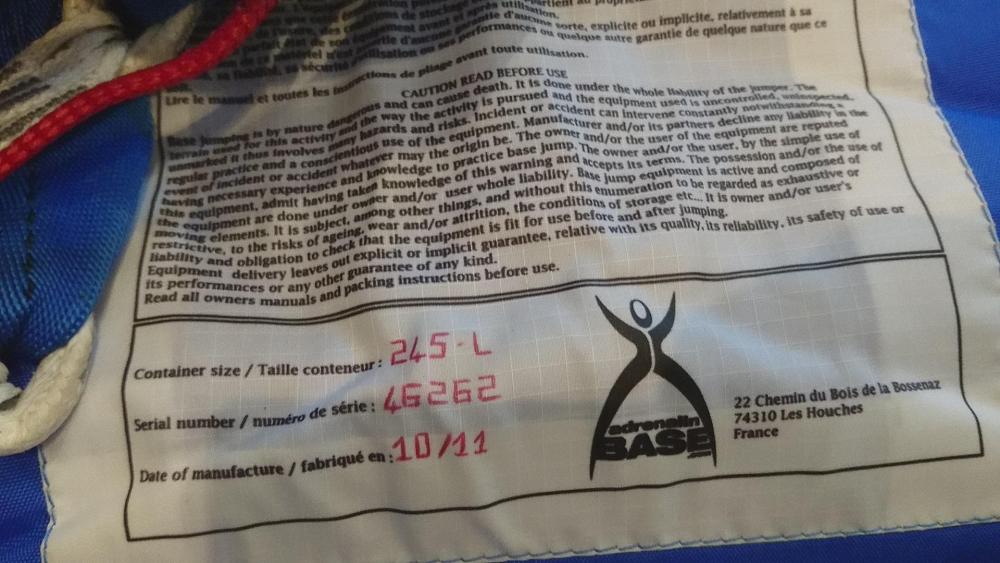 explicite ou implicite, relativement à sa
performances ou quelque autre garantie de quelque nature que ce
Lire le manuel et toutes les instructions de pliage avant toute utilisation.
CAUTION READ BEFORE USE
Base jumping is by nature dangerous and can cause death. It is done under the whole liability of the jumper. The
terrain used for this activity and the way the activity is pursued and the equipment used is uncontrolled, uninspected,
unmarked it thus involves many hazards and risks. Incident or accident can intervene constantly notwithstanding a
regular practice and a conscientious use of the equipment. Manufacturer and/or its partners decline any liability in the
event of incident or accident whatever may the origin be. The owner and/or the user of the equipment are reputed
having necessary experience and knowledge to practice base jump. The owner and/or the user, by the simple use of
this equipment, admit having taken knowledge of this warning and accepts its terms. The possession and/or the use of
the equipment are done under owner and/or user whole liability. Base jump equipment is active and composed of
moving elements. It is subject, among other things, and without this enumeration to be regarded as exhaustive or
restrictive, to the risks of ageing, wear and/or attrition, the conditions of storage etc... It is owner and/or user's
liability and obligation to check that the equipment is fit for use before and after jumping.
Equipment delivery leaves out explicit or implicit guarantee, relative with its quality, its reliability, its safety of use or
its performances or any other guarantee of any kind.
Read all owners manuals and packing instructions before use.
Container size / Taille conteneur : 245-L
Serial number / numéro de série : 46262
Date of manufacture / fabriqué en : 10/11
adrenalin
BASE
22 Chemin du Bois de la Bossenaz
74310 Les Houches
France